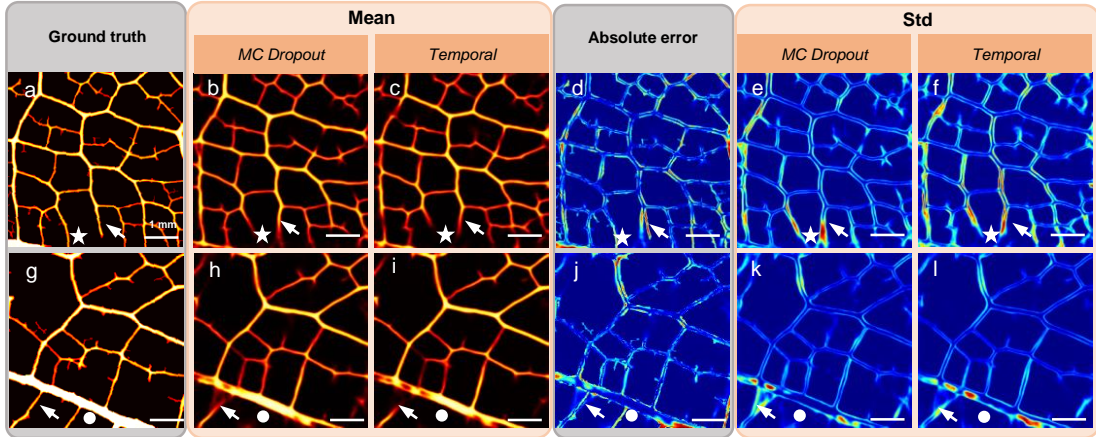 Ground truth
Mean
Absolute error
Std
MC Dropout
Temporal
MC Dropout
Temporal
a
b
c
d
e
f
1 mm
g
h
i
j
k
l